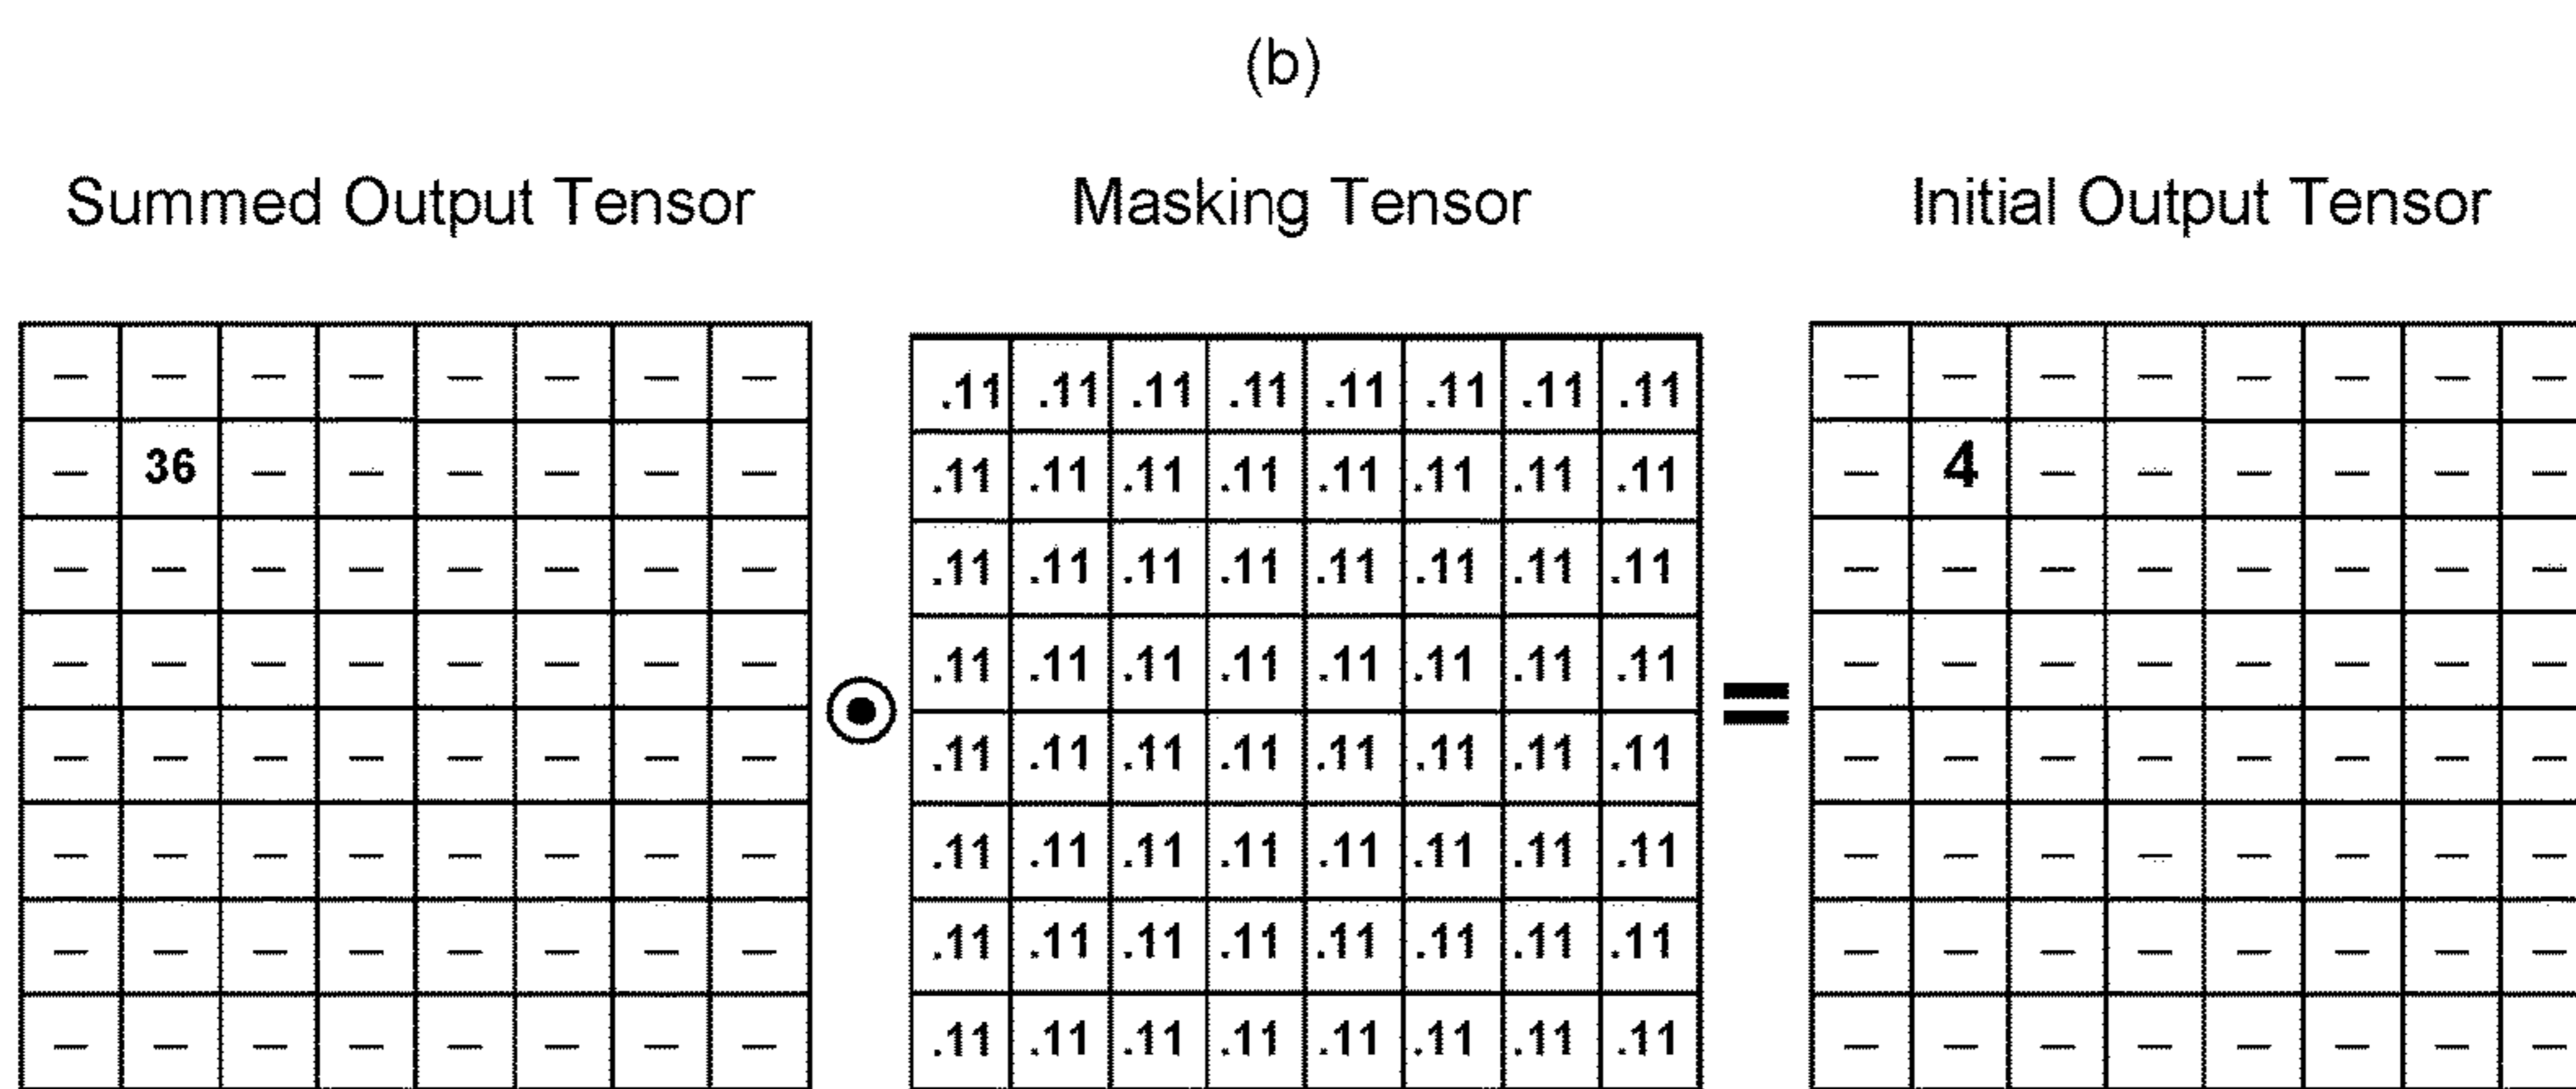 (b)
Summed Output Tensor Masking Tensor Initial Output Tensor
— — — — — — — — .11 .11 .11 .11 .11 .11 .11 .11 — — — — — — — —
— 36 — — — — — — .11 .11 .11 .11 .11 .11 .11 .11 — 4 — — — — — —
— — — — — — — — .11 .11 .11 .11 .11 .11 .11 .11 — — — — — — — —
— — — — — — — — .11 .11 .11 .11 .11 .11 .11 .11 — — — — — — — —
⊙ =
— — — — — — — — .11 .11 .11 .11 .11 .11 .11 .11 — — — — — — — —
— — — — — — — — .11 .11 .11 .11 .11 .11 .11 .11 — — — — — — — —
— — — — — — — — .11 .11 .11 .11 .11 .11 .11 .11 — — — — — — — —
— — — — — — — — .11 .11 .11 .11 .11 .11 .11 .11 — — — — — — — —